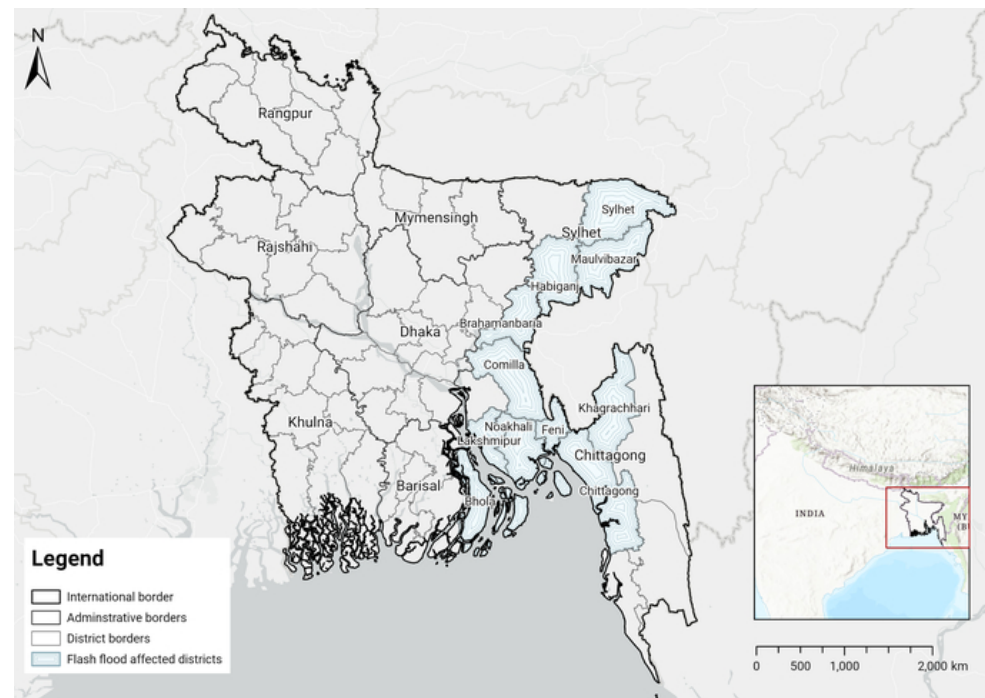 N
Rangpur
Mymensingh
Sylhet
Sylhet
Rajshahi
Maulvibazar
Habiganj
Brahamanbaria
Dhaka
Comilla
Khulna
Khagrachhari
Noakhali
Feni
Lakshmipur
Chittagong
Barisal
Chittagong
Bhola
Himalaya
INDIA
MY
Legend
International border
Adminstrative borders
District borders
Flash flood affected districts
0 500 1,000 2,000 km